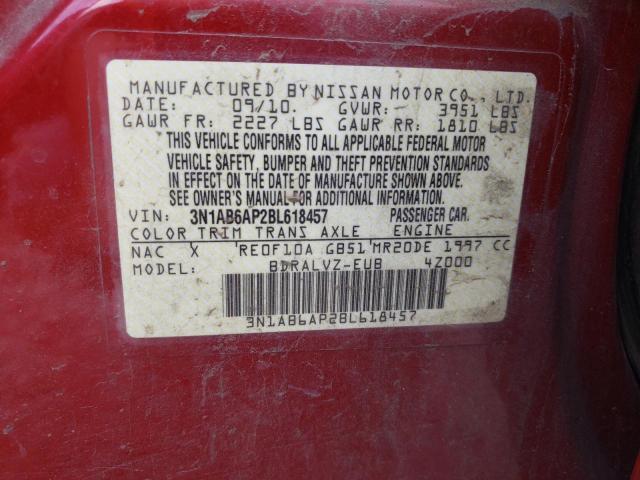 MANUFACTURED BY NISSAN MOTOR CO., LTD.
DATE: 09/10. GVWR: 3951 LBS
GAWR FR: 2227 LBS GAWR RR: 1810 LBS
THIS VEHICLE CONFORMS TO ALL APPLICABLE FEDERAL MOTOR
VEHICLE SAFETY, BUMPER AND THEFT PREVENTION STANDARDS
IN EFFECT ON THE DATE OF MANUFACTURE SHOWN ABOVE.
SEE OWNER'S MANUAL FOR ADDITIONAL INFORMATION.
VIN: 3N1AB6AP2BL618457 PASSENGER CAR.
COLOR TRIM TRANS AXLE ENGINE
NAC X RE0F10A GB51 MR20DE 1997 CC
MODEL: BDRALVZ-EUB 4Z000
3N1AB6AP2BL618457